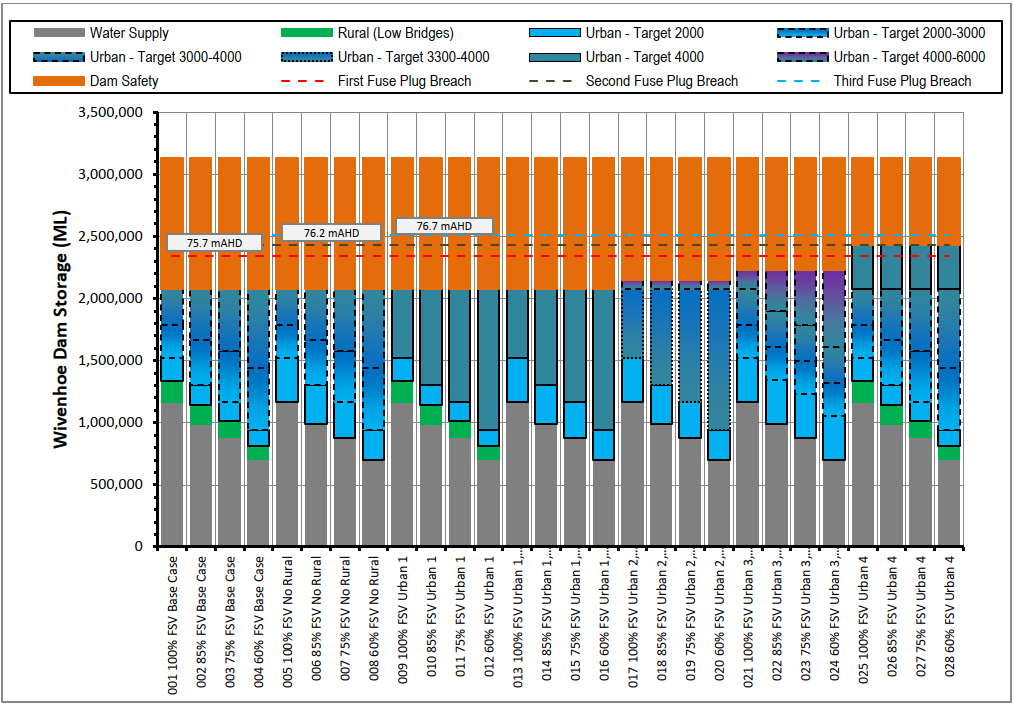 Water Supply
Rural (Low Bridges)
Urban - Target 2000
Urban - Target 2000-3000
Urban - Target 3000-4000
Urban - Target 3300-4000
Urban - Target 4000
Urban - Target 4000-6000
Dam Safety
First Fuse Plug Breach
Second Fuse Plug Breach
Third Fuse Plug Breach
Wivenhoe Dam Storage (ML)
3,500,000
3,000,000
2,500,000
2,000,000
1,500,000
1,000,000
500,000
0
75.7 mAHD
76.2 mAHD
76.7 mAHD
001 100% FSV Base Case
002 85% FSV Base Case
003 75% FSV Base Case
004 60% FSV Base Case
005 100% FSV No Rural
006 85% FSV No Rural
007 75% FSV No Rural
008 60% FSV No Rural
009 100% FSV Urban 1
010 85% FSV Urban 1
011 75% FSV Urban 1
012 60% FSV Urban 1
013 100% FSV Urban 1,...
014 85% FSV Urban 1,...
015 75% FSV Urban 1,...
016 60% FSV Urban 1,...
017 100% FSV Urban 2,...
018 85% FSV Urban 2,...
019 75% FSV Urban 2,...
020 60% FSV Urban 2,...
021 100% FSV Urban 3,...
022 85% FSV Urban 3,...
023 75% FSV Urban 3,...
024 60% FSV Urban 3,...
025 100% FSV Urban 4
026 85% FSV Urban 4
027 75% FSV Urban 4
028 60% FSV Urban 4